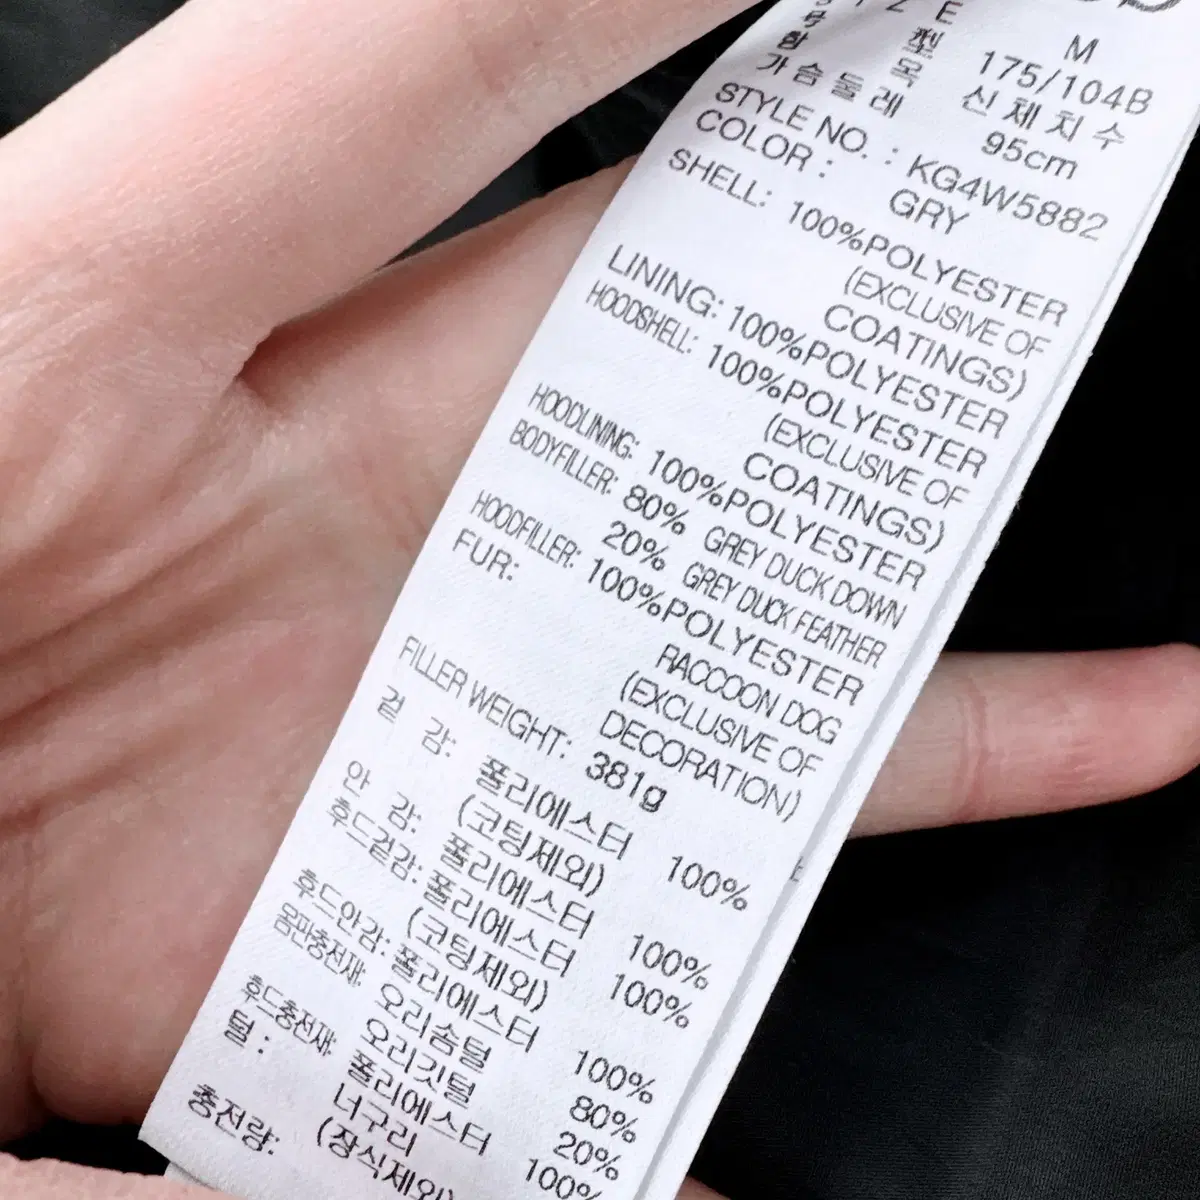 M
型 175/104B
항 목 신체치수
가슴둘레 95cm
STYLE NO. : KG4W5882
COLOR : GRY
SHELL: 100%POLYESTER
(EXCLUSIVE OF
COATINGS)
LINING: 100%POLYESTER
HOODSHELL: 100%POLYESTER
(EXCLUSIVE OF
COATINGS)
HOODLINING: 100%POLYESTER
BODYFILLER: 80% GREY DUCK DOWN
20% GREY DUCK FEATHER
HOODFILLER: 100%POLYESTER
FUR: RACCOON DOG
(EXCLUSIVE OF
DECORATION)
FILLER WEIGHT: 381g
겉 감: 폴리에스터 100%
(코팅제외)
안 감: 폴리에스터 100%
후드겉감: 폴리에스터 100%
(코팅제외)
후드안감: 폴리에스터 100%
몸판충전재: 오리솜털 80%
오리깃털 20%
후드충전재: 폴리에스터 100%
털 : 너구리
(장식제외)
충전량: